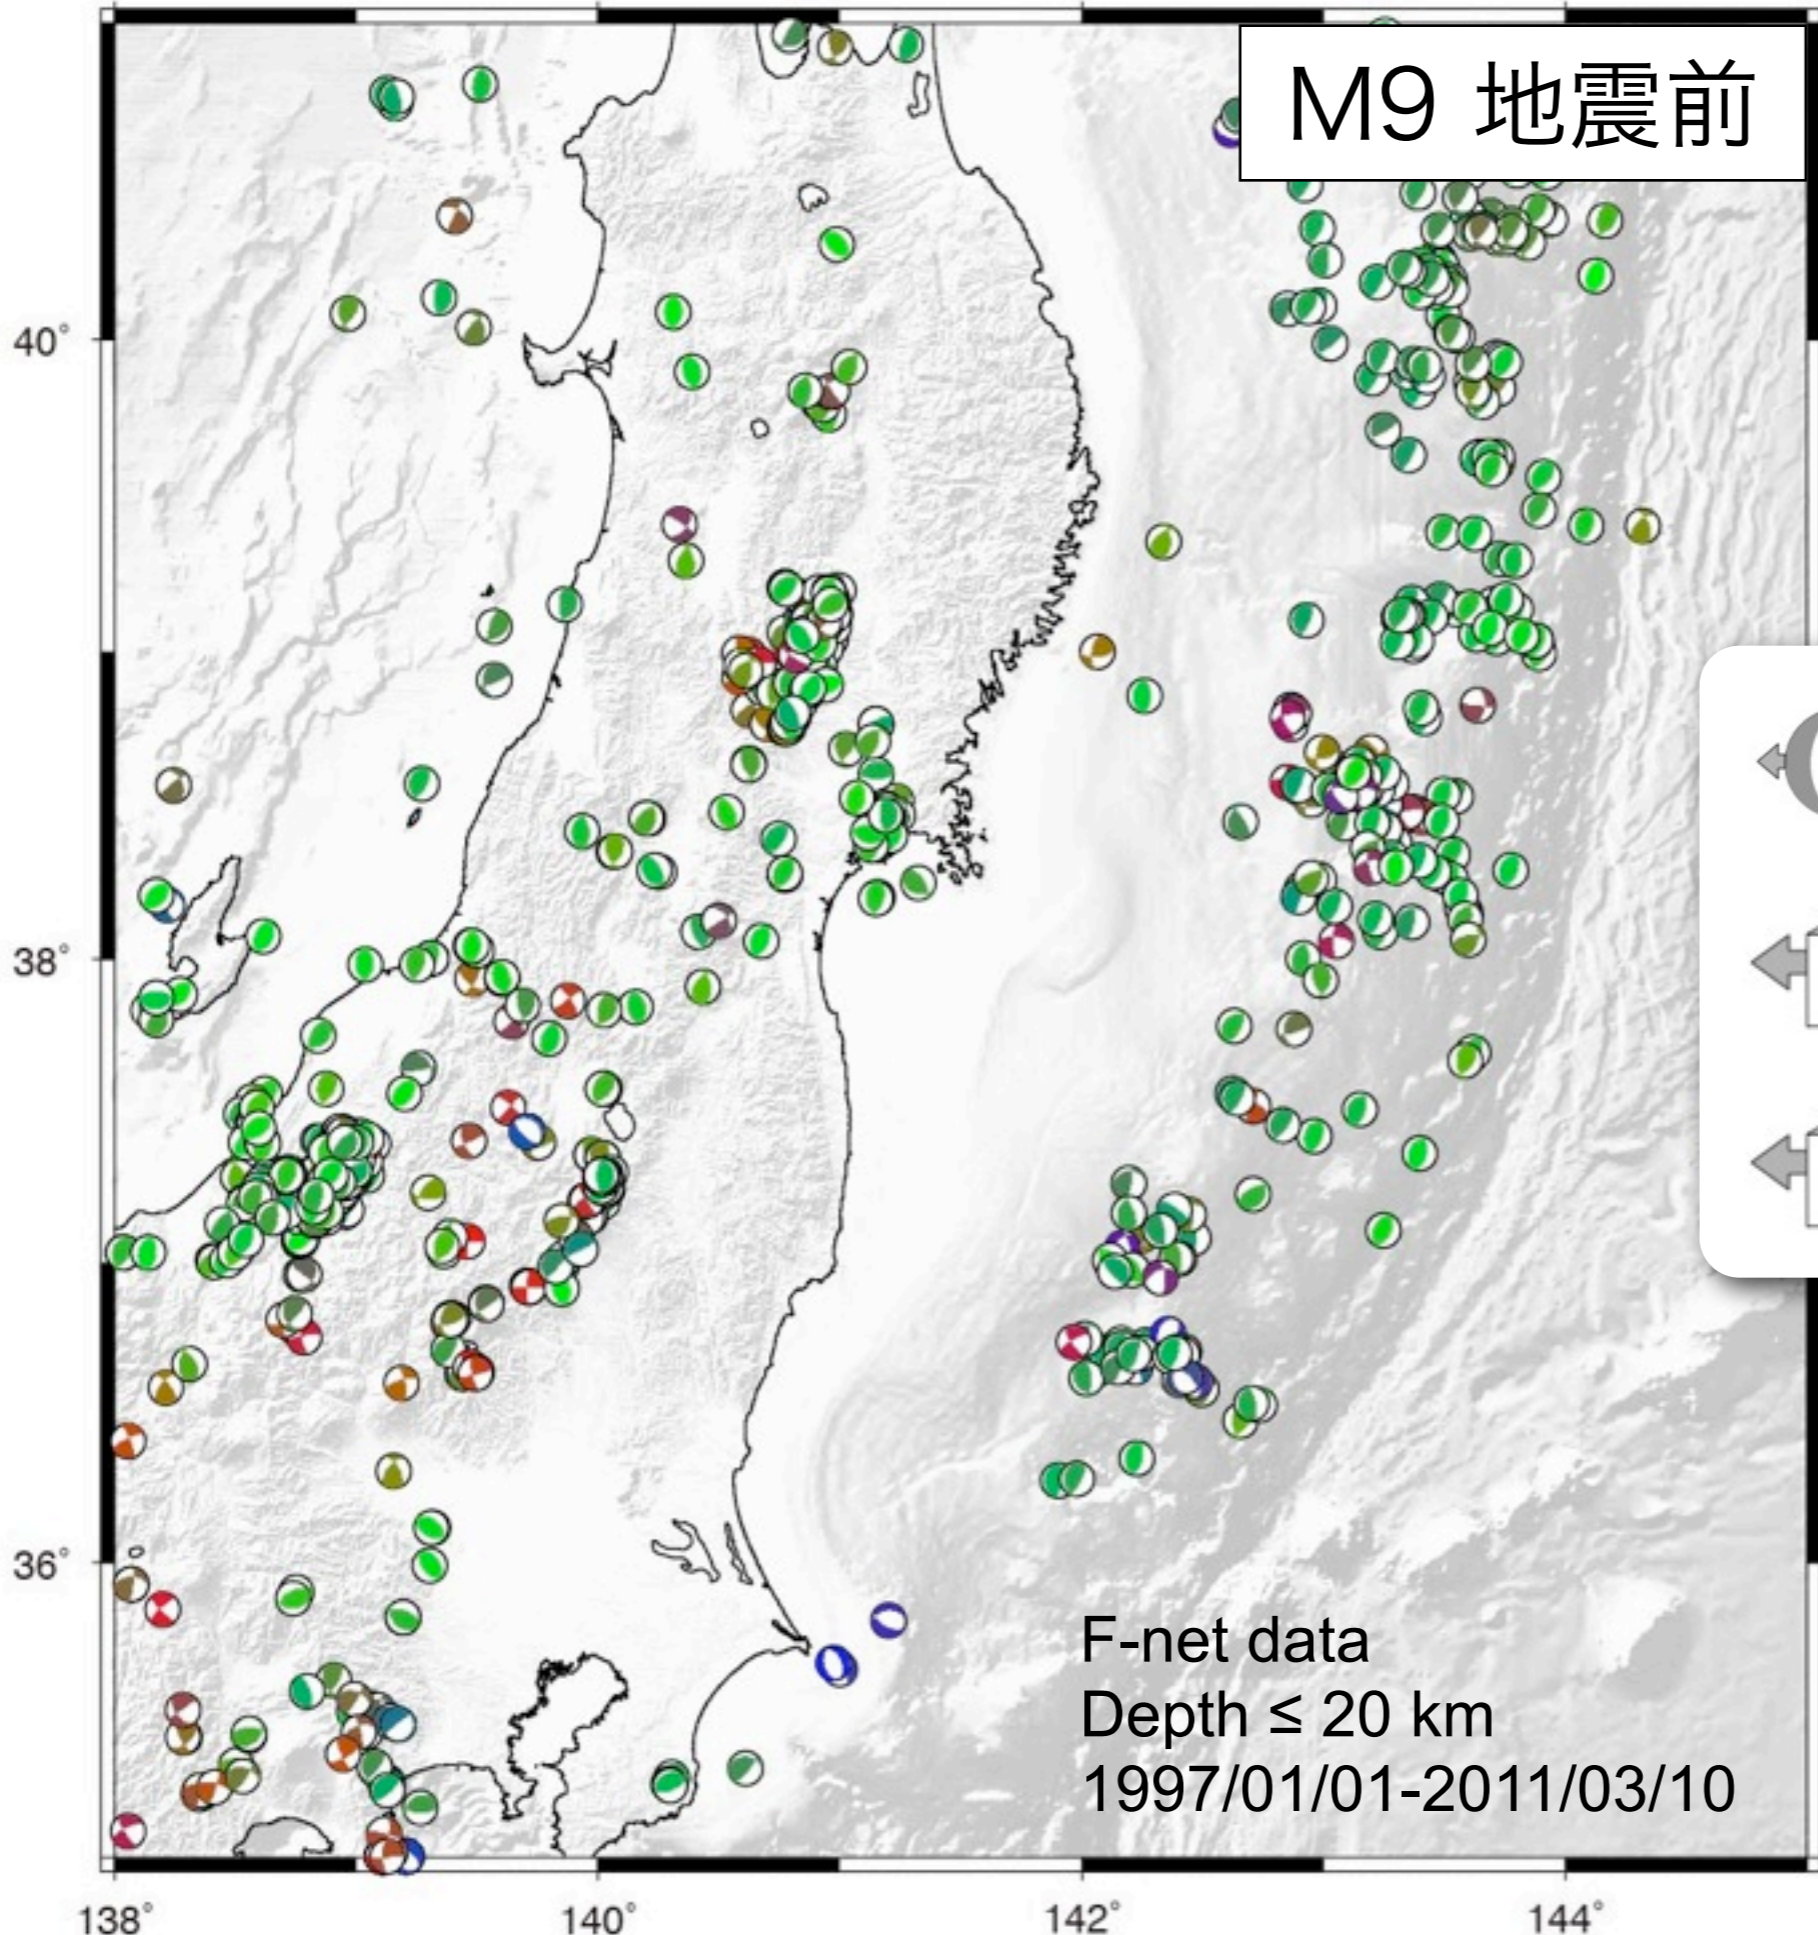 M9 地震前
40°
38°
36°
F-net data
Depth ≤ 20 km
1997/01/01-2011/03/10
138°
140°
142°
144°